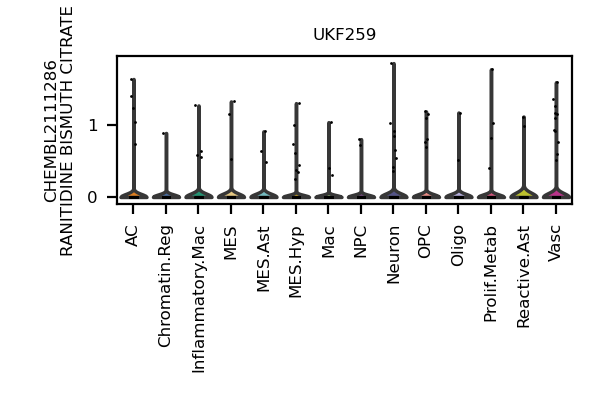 UKF259
CHEMBL2111286
RANITIDINE BISMUTH CITRATE
1
0
AC
Chromatin.Reg
Inflammatory.Mac
MES
MES.Ast
MES.Hyp
Mac
NPC
Neuron
OPC
Oligo
Prolif.Metab
Reactive.Ast
Vasc